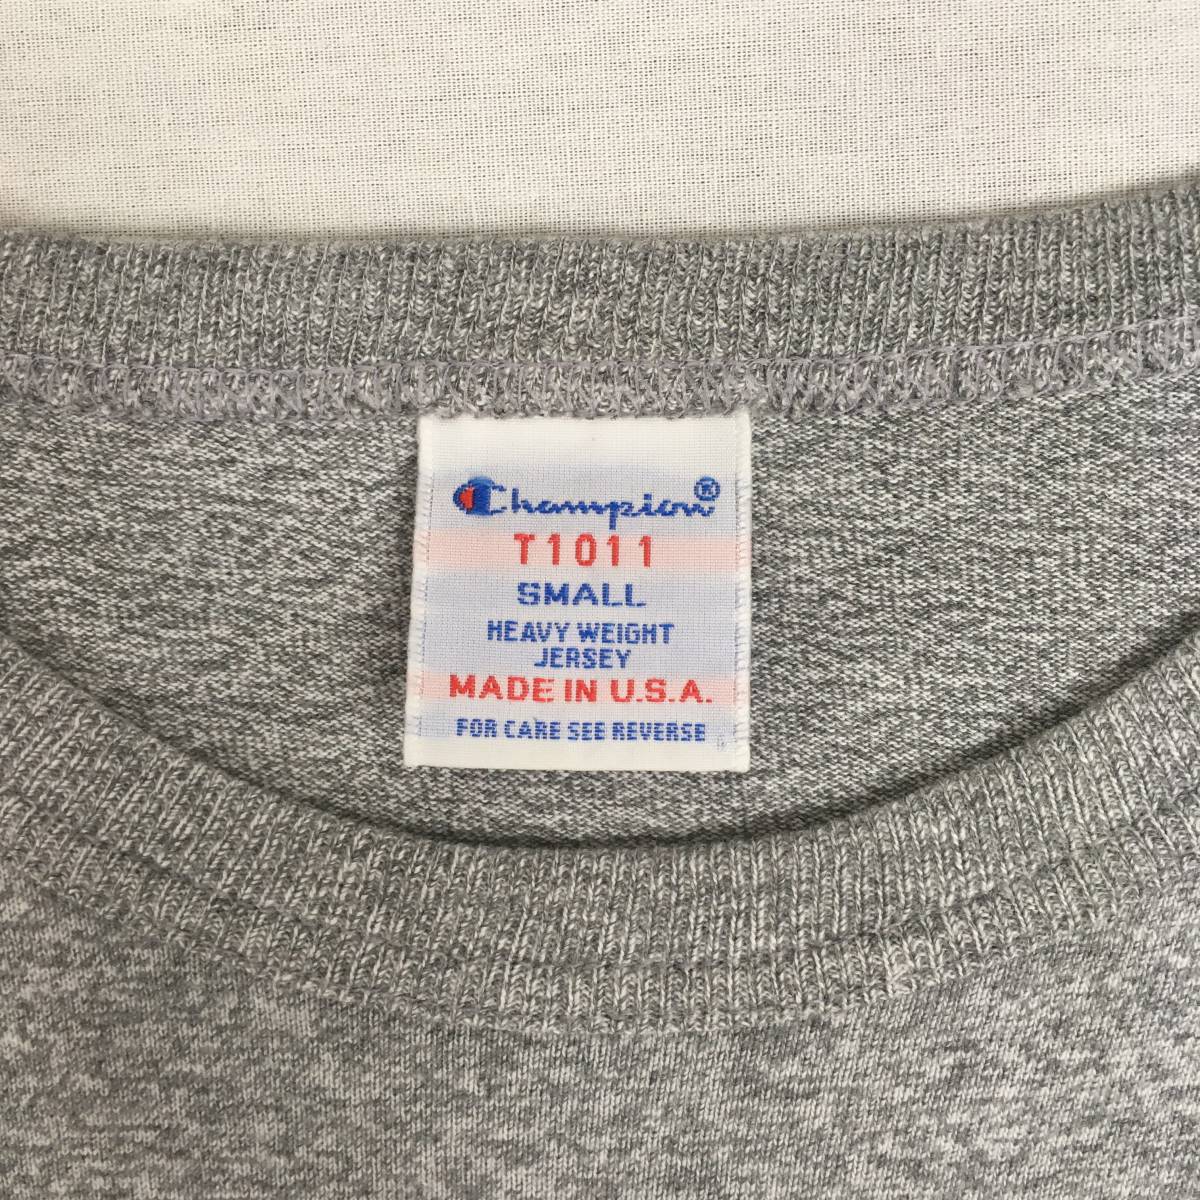 Champion®
T1011
SMALL
HEAVY WEIGHT
JERSEY
MADE IN U.S.A.
FOR CARE SEE REVERSE